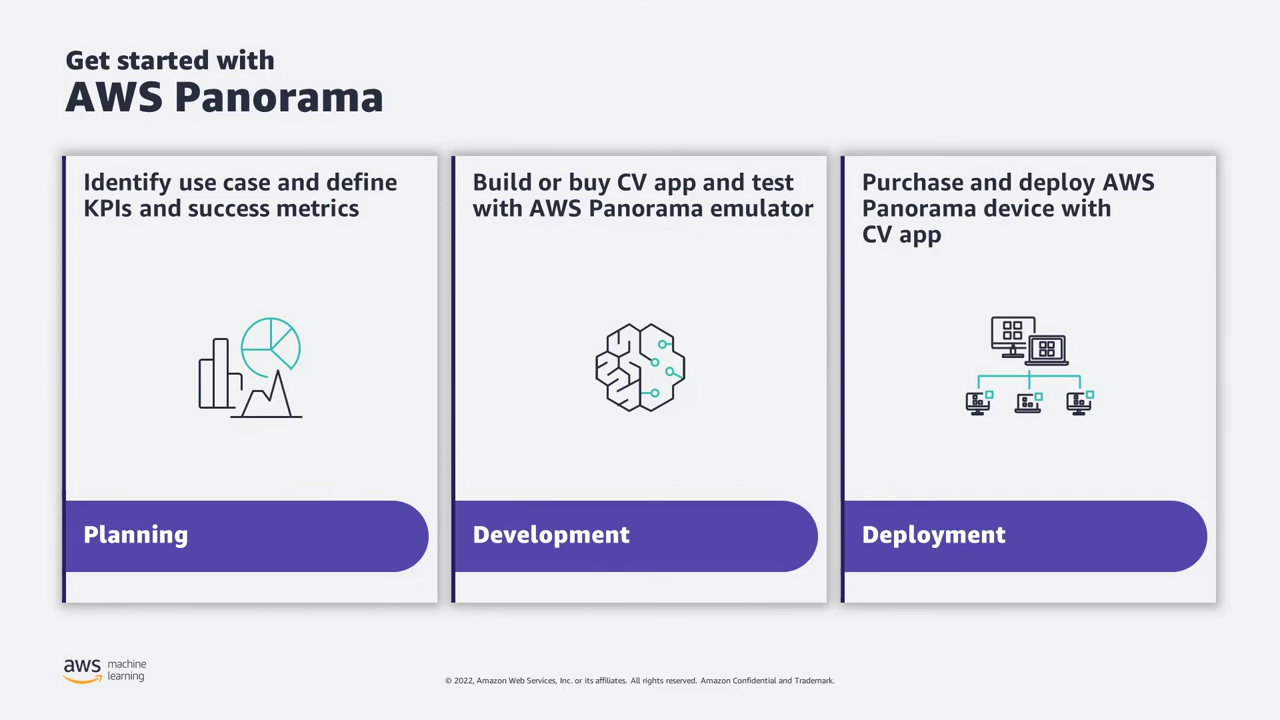 Get started with
AWS Panorama
Identify use case and define
KPIs and success metrics
Planning
Build or buy CV app and test
with AWS Panorama emulator
Development
Purchase and deploy AWS
Panorama device with
CV app
Deployment
aws machine
learning
© 2022, Amazon Web Services, Inc. or its affiliates. All rights reserved. Amazon Confidential and Trademark.